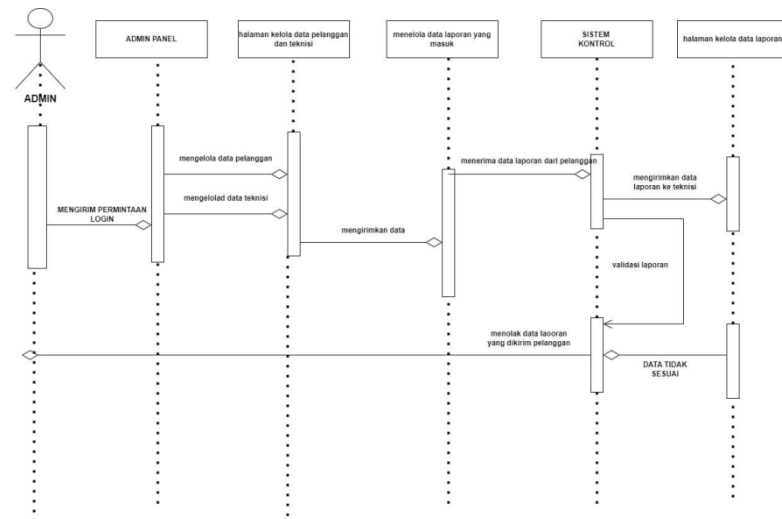 ADMIN
ADMIN PANEL
halaman kelola data pelanggan
dan teknisi
menelola data laporan yang
masuk
SISTEM
KONTROL
halaman kelola data laporan
mengelola data pelanggan
menerima data laporan dari pelanggan
mengirimkan data
laporan ke teknisi
mengelolad data teknisi
MENGIRIM PERMINTAAN
LOGIN
mengirimkan data
validasi laporan
menolak data laooran
yang dikirim pelanggan
DATA TIDAK
SESUAI